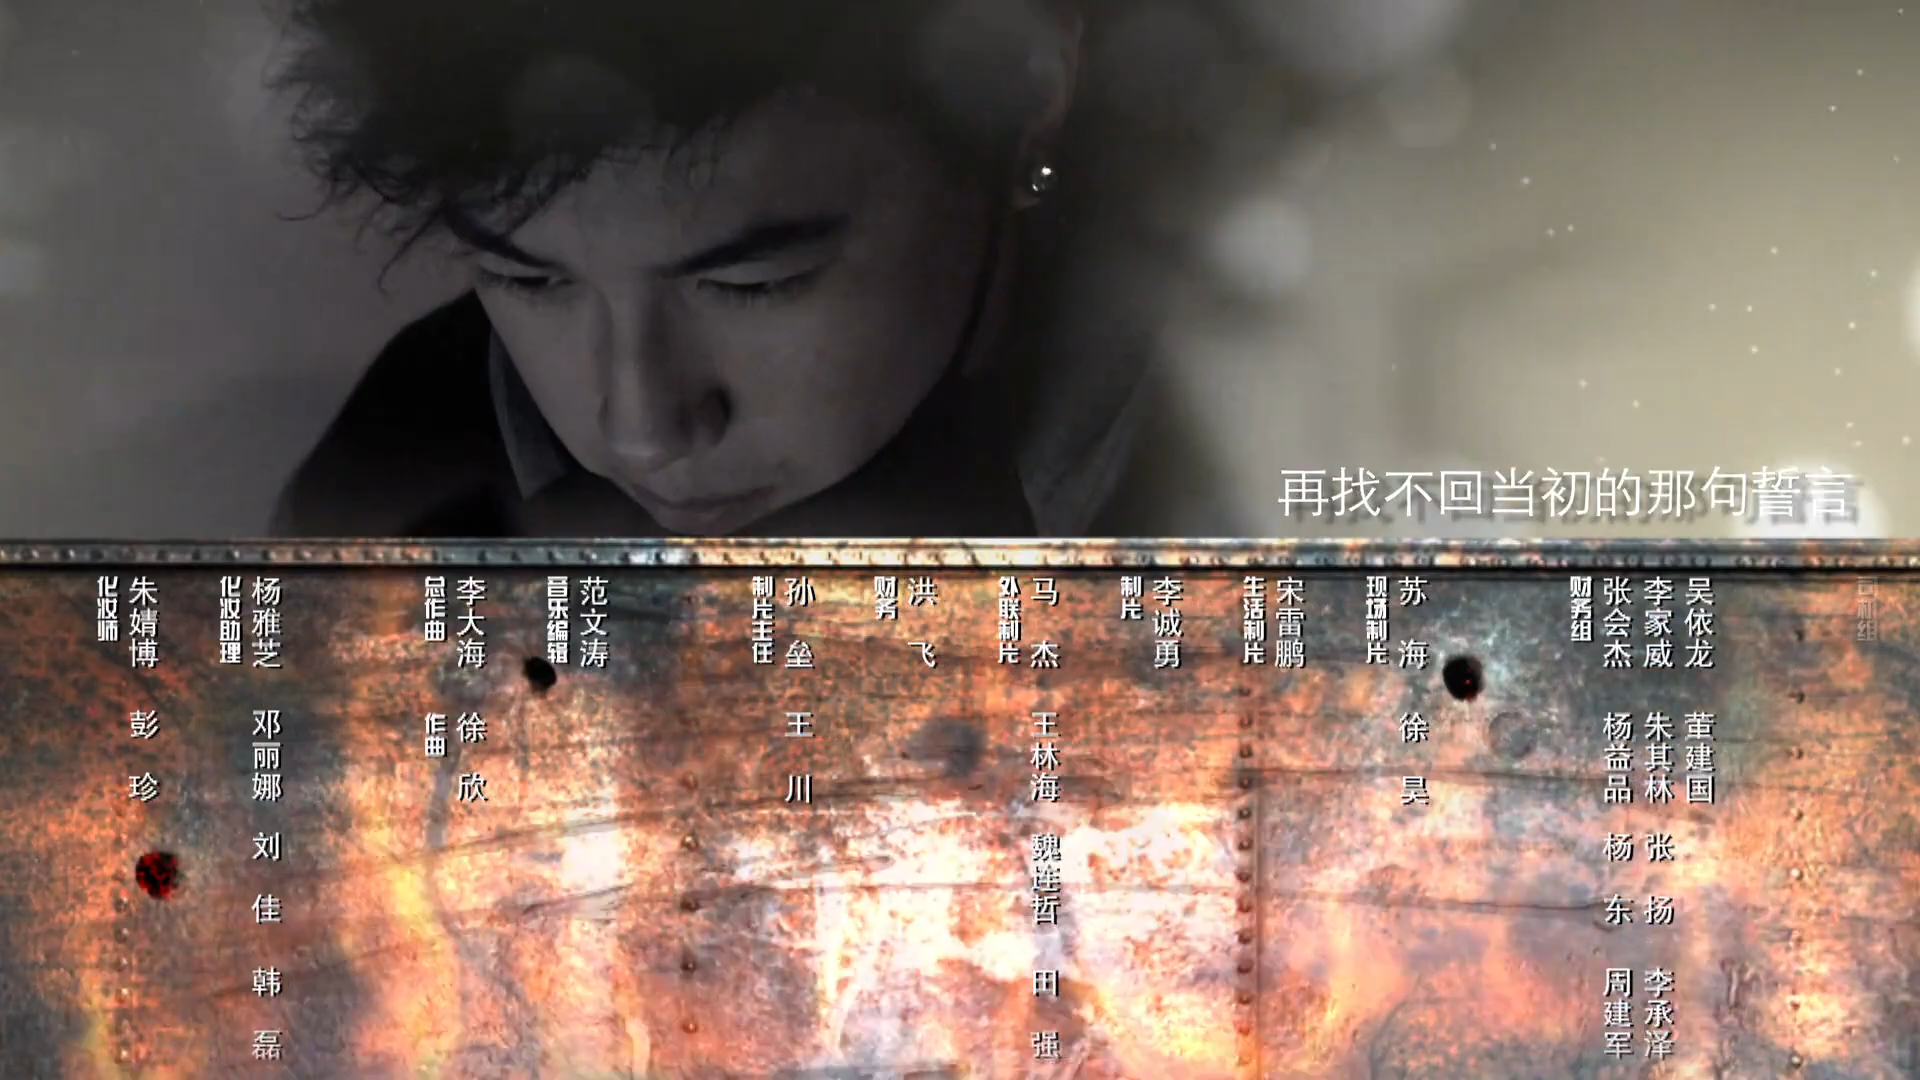 再找不回当初的那句誓言
化妆师
朱婧博
彭珍
化妆助理
杨雅芝
邓丽娜
刘佳
韩磊
总作曲
李大海
作曲
徐欣
音乐编辑
范文涛
制片主任
孙垒
王川
财务
洪飞
外联制片
马杰
王林海
魏连哲
田强
制片
李诚勇
生活制片
宋雷鹏
现场制片
苏海
徐昊
财务组
张会杰
杨益品
杨东
周建军
李家威
朱其林
张扬
李承泽
吴依龙
董建国
司机组